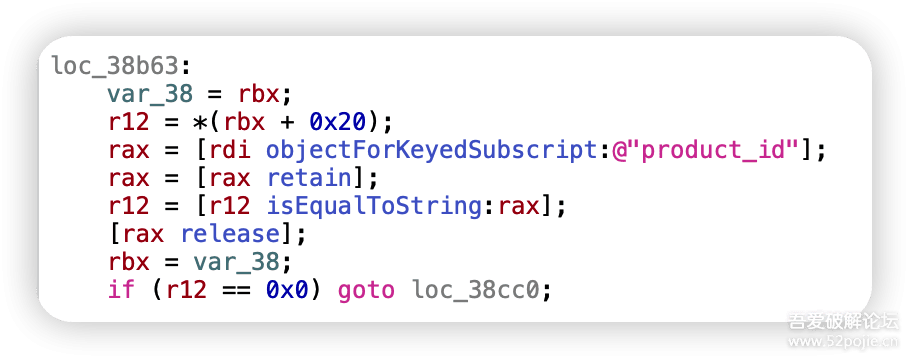 loc_38b63:
var_38 = rbx;
r12 = *(rbx + 0x20);
rax = [rdi objectForKeyedSubscript:@"product_id"];
rax = [rax retain];
r12 = [r12 isEqualToString:rax];
[rax release];
rbx = var_38;
if (r12 == 0x0) goto loc_38cc0;
吾爱破解论坛
www.52pojie.cn